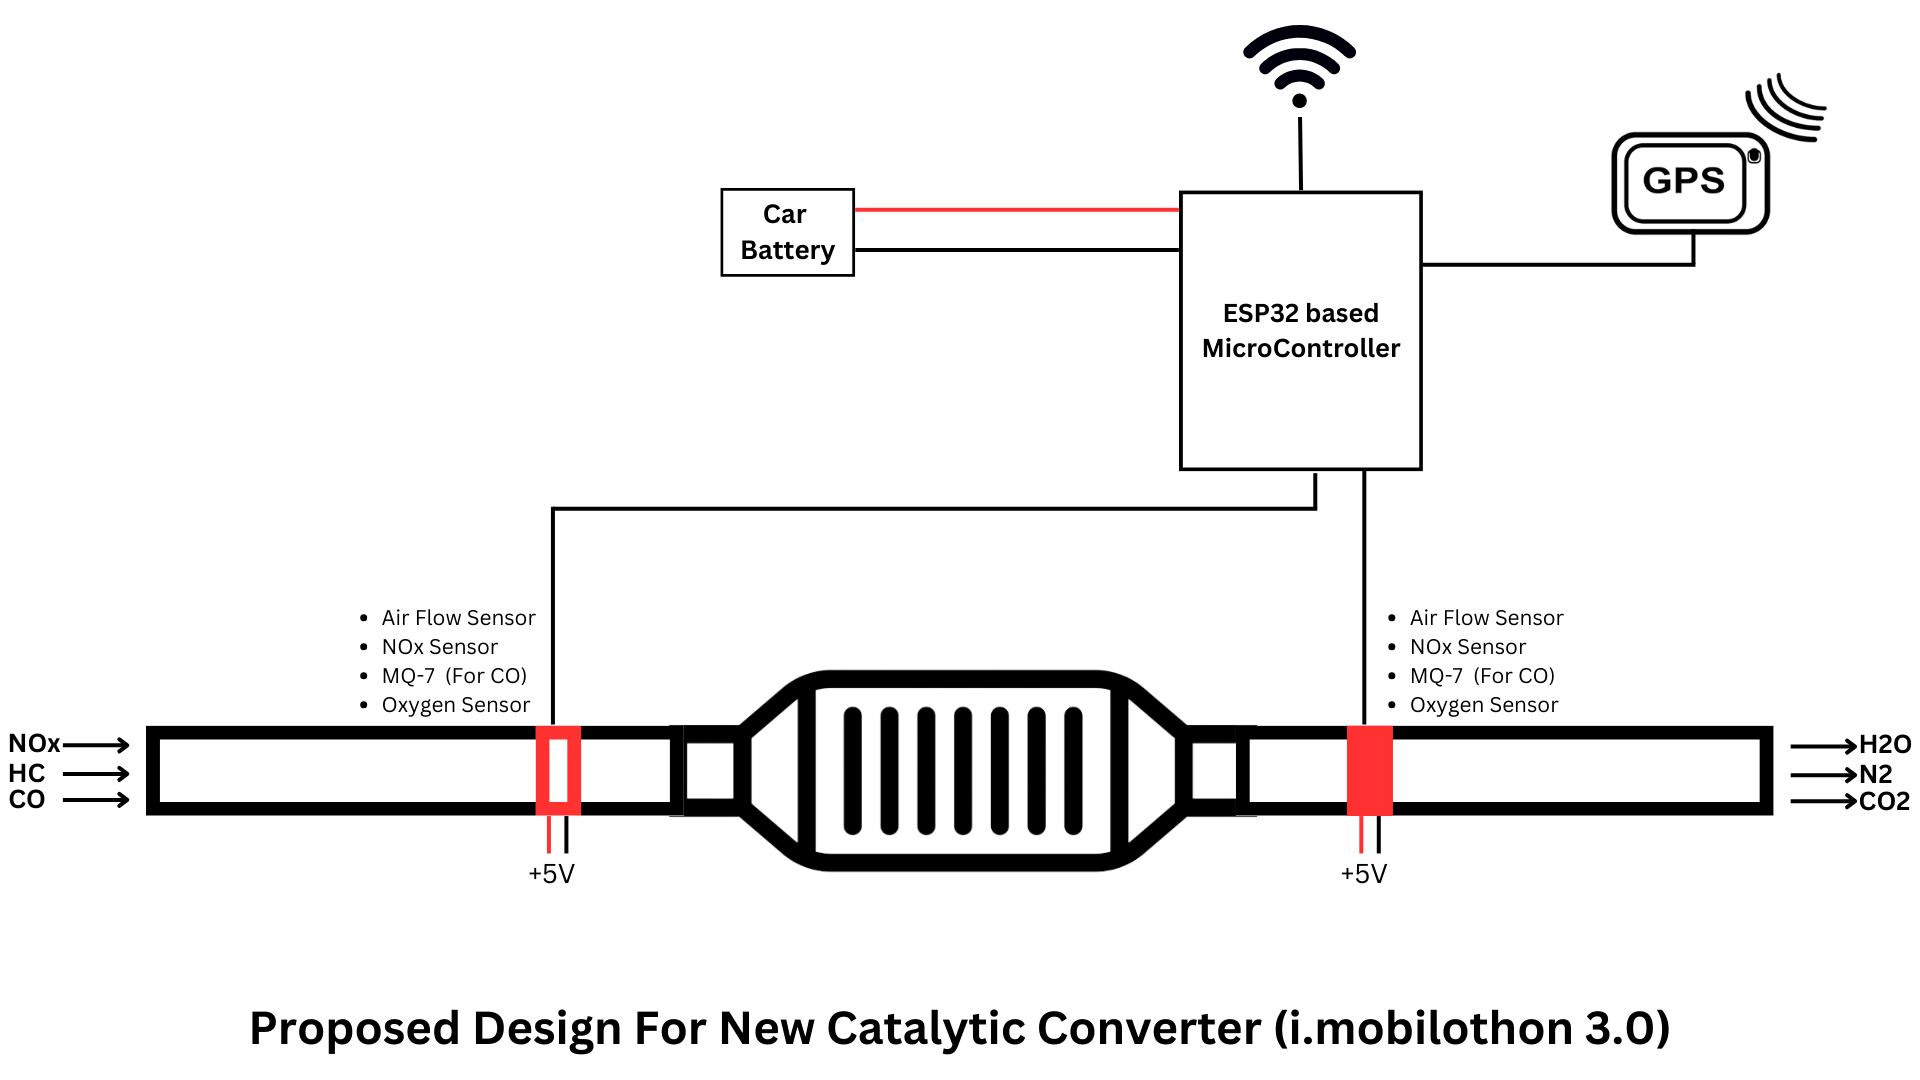 GPS
Car
Battery
ESP32 based
MicroController
• Air Flow Sensor
• NOx Sensor
• MQ-7 (For CO)
• Oxygen Sensor
• Air Flow Sensor
• NOx Sensor
• MQ-7 (For CO)
• Oxygen Sensor
NOx
HC
CO
H2O
N2
CO2
+5V
+5V
Proposed Design For New Catalytic Converter (i.mobilothon 3.0)